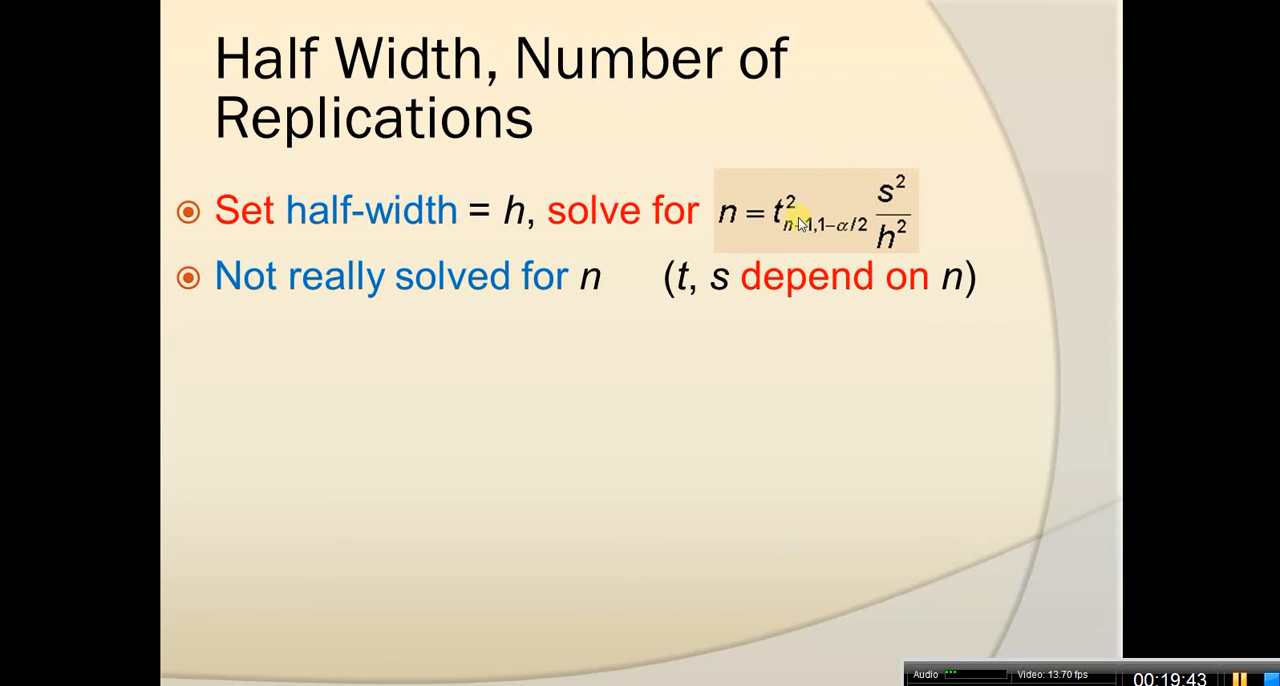 Half Width, Number of
Replications
Set half-width = h, solve for n = t²ₙ₋₁,₁₋α/₂ s²/h²
Not really solved for n (t, s depend on n)
Audio Video: 13.70 fps 00:19:43